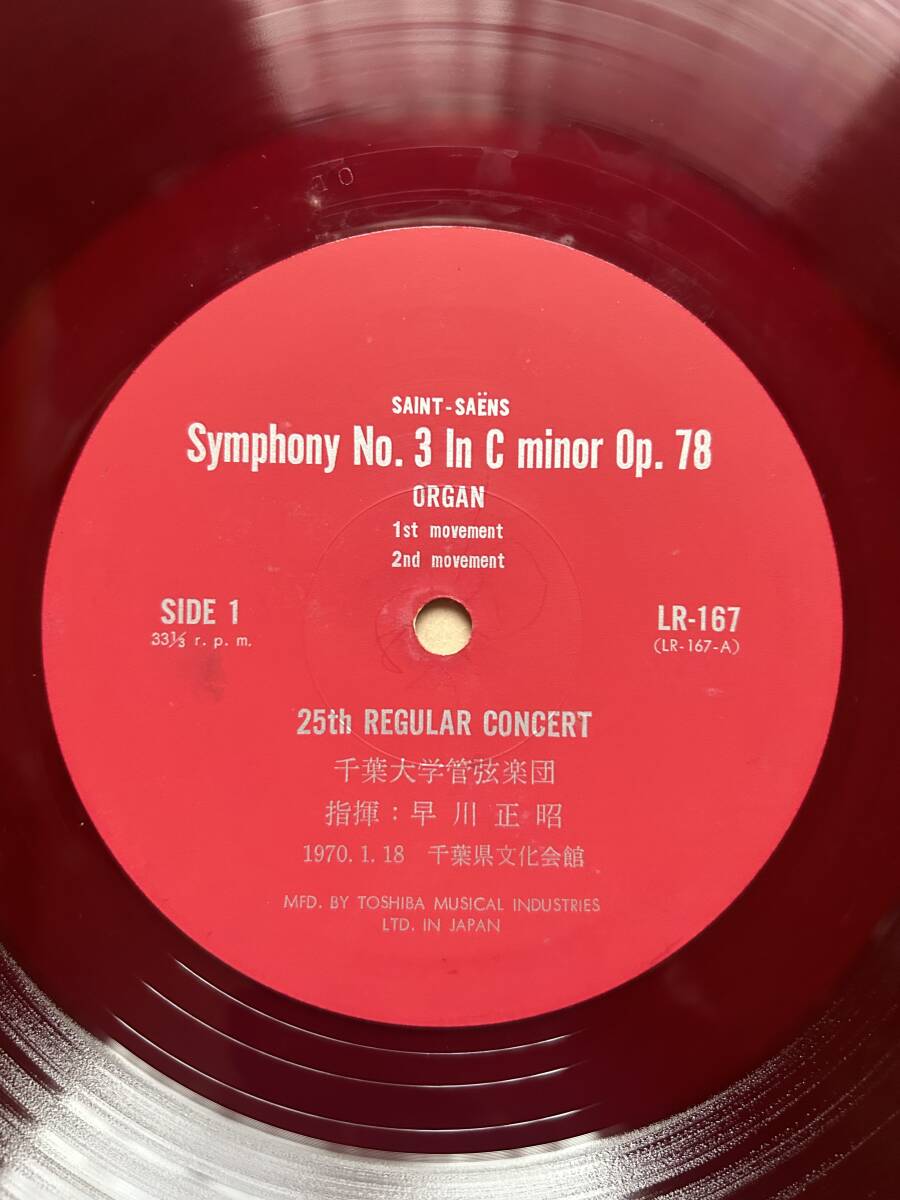 SAINT-SAËNS
Symphony No. 3 In C minor Op. 78
ORGAN
1st movement
2nd movement
SIDE 1
33⅓ r. p. m.
LR-167
(LR-167-A)
25th REGULAR CONCERT
千葉大学管弦楽団
指揮：早川正昭
1970.1.18 千葉県文化会館
MFD. BY TOSHIBA MUSICAL INDUSTRIES
LTD. IN JAPAN